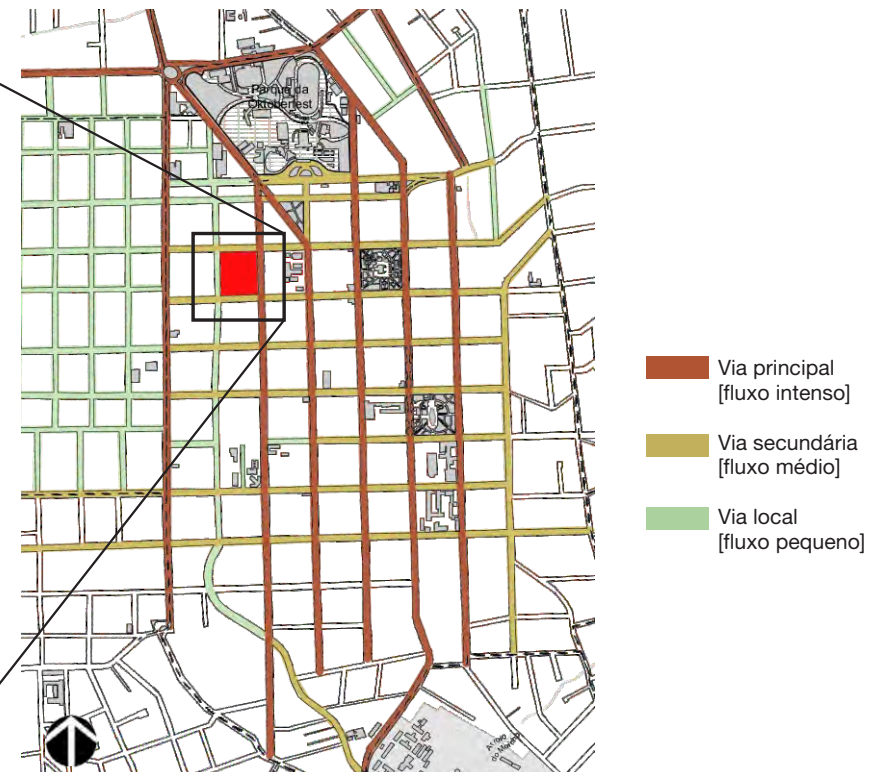 Parque da
Oktoberfest
Via principal
[fluxo intenso]
Via secundária
[fluxo médio]
Via local
[fluxo pequeno]